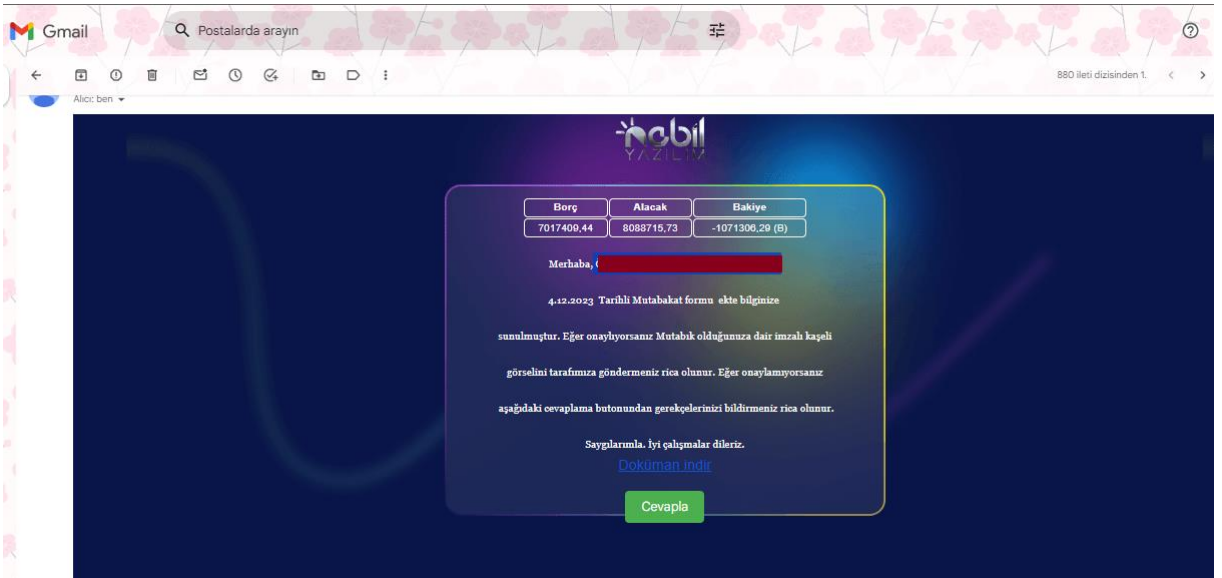 Gmail
Postalarda arayın
880 ileti dizisinden 1.
Alıcı: ben
nebil
YAZILIM
Borç Alacak Bakiye
7017409,44 8088715,73 -1071306,29 (B)
Merhaba,
4.12.2023 Tarihli Mutabakat formu ekte bilginize
sunulmuştur. Eğer onaylıyorsanız Mutabık olduğunuza dair imzalı kaşeli
görselini tarafımıza göndermeniz rica olunur. Eğer onaylamıyorsanız
aşağıdaki cevaplama butonundan gerekçelerinizi bildirmeniz rica olunur.
Saygılarımla. İyi çalışmalar dileriz.
Doküman indir
Cevapla